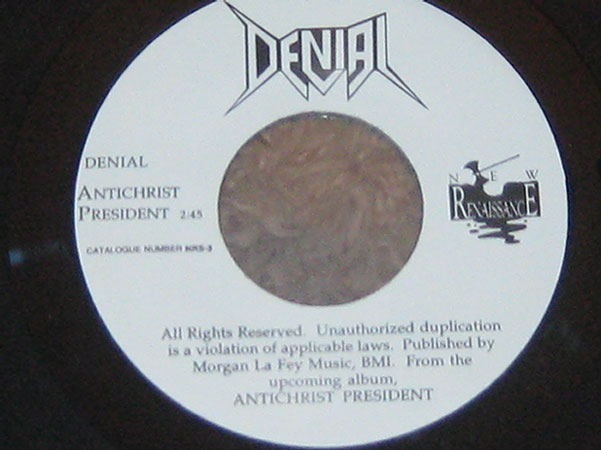 DENIAL
DENIAL
ANTICHRIST
PRESIDENT 2:45
CATALOGUE NUMBER NRS-3
NEW
RENAISSANCE
All Rights Reserved. Unauthorized duplication
is a violation of applicable laws. Published by
Morgan La Fey Music, BMI. From the
upcoming album,
ANTICHRIST PRESIDENT